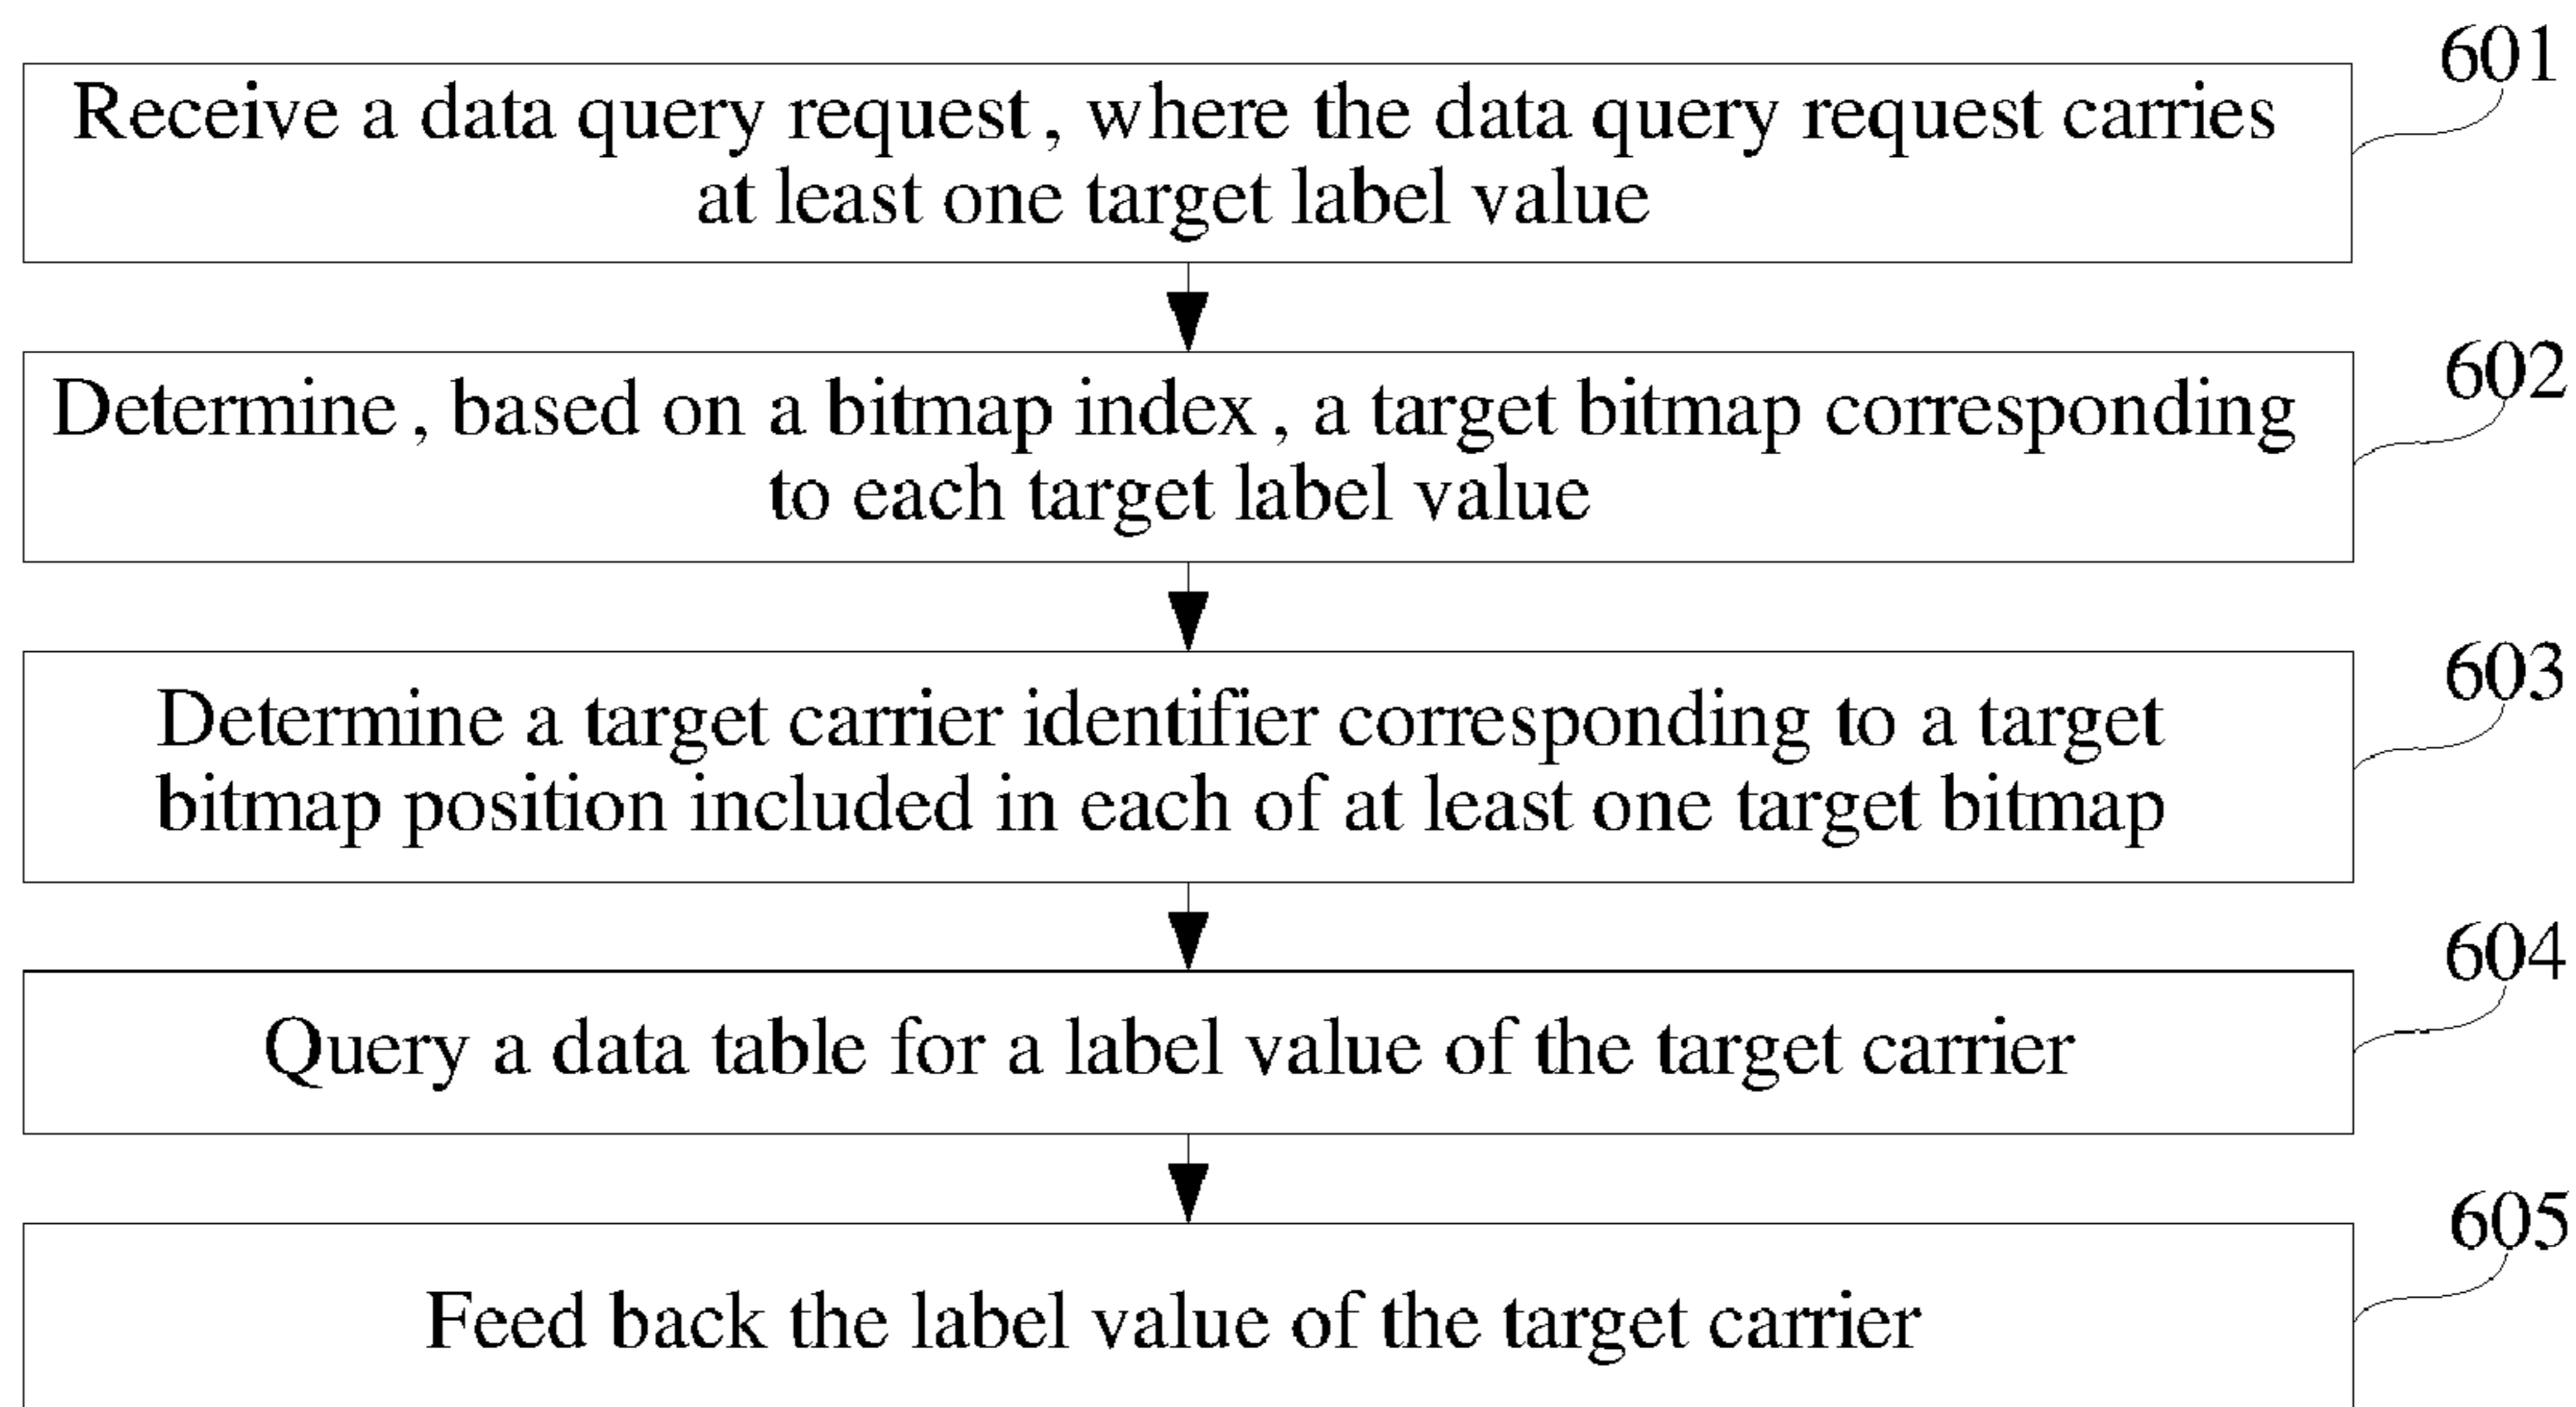 601
Receive a data query request, where the data query request carries
at least one target label value
602
Determine, based on a bitmap index, a target bitmap corresponding
to each target label value
603
Determine a target carrier identifier corresponding to a target
bitmap position included in each of at least one target bitmap
604
Query a data table for a label value of the target carrier
605
Feed back the label value of the target carrier